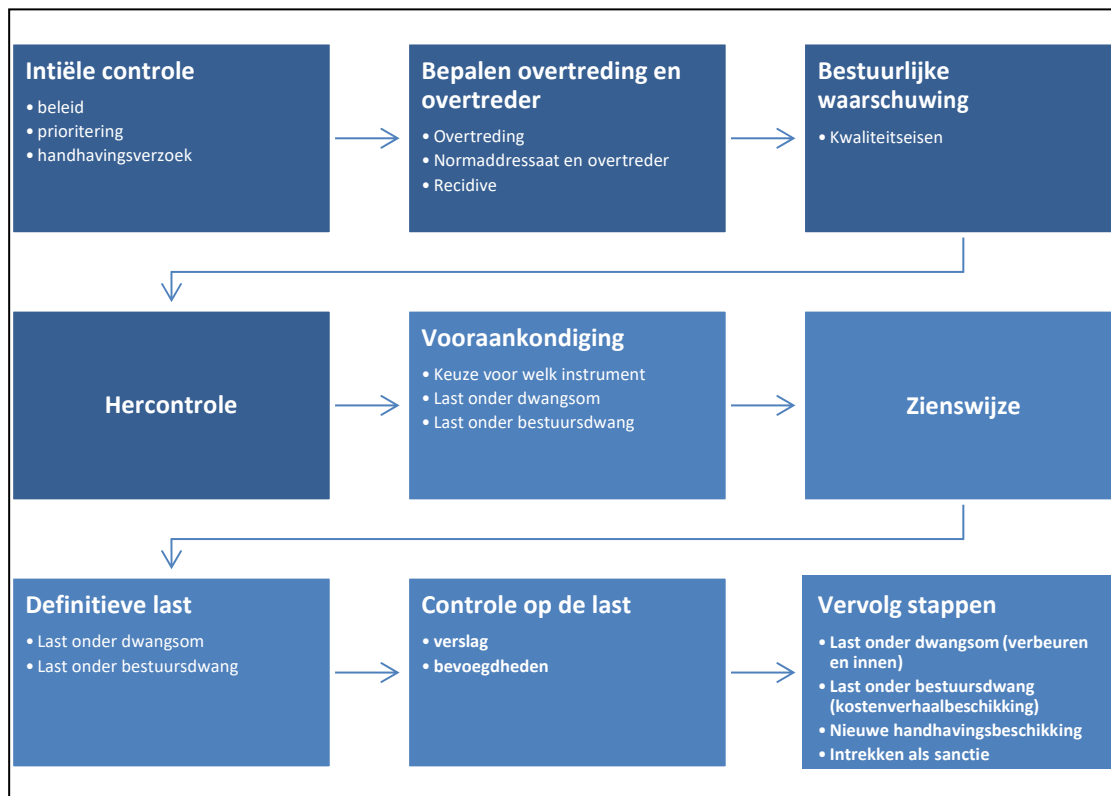 Intiële controle
• beleid
• prioritering
• handhavingsverzoek
Bepalen overtreding en
overtreder
• Overtreding
• Normaddressaat en overtreder
• Recidive
Bestuurlijke
waarschuwing
• Kwaliteitseisen
Hercontrole
Vooraankondiging
• Keuze voor welk instrument
• Last onder dwangsom
• Last onder bestuursdwang
Zienswijze
Definitieve last
• Last onder dwangsom
• Last onder bestuursdwang
Controle op de last
• verslag
• bevoegdheden
Vervolg stappen
• Last onder dwangsom (verbeuren
en innen)
• Last onder bestuursdwang
(kostenverhaalbeschikking)
• Nieuwe handhavingsbeschikking
• Intrekken als sanctie